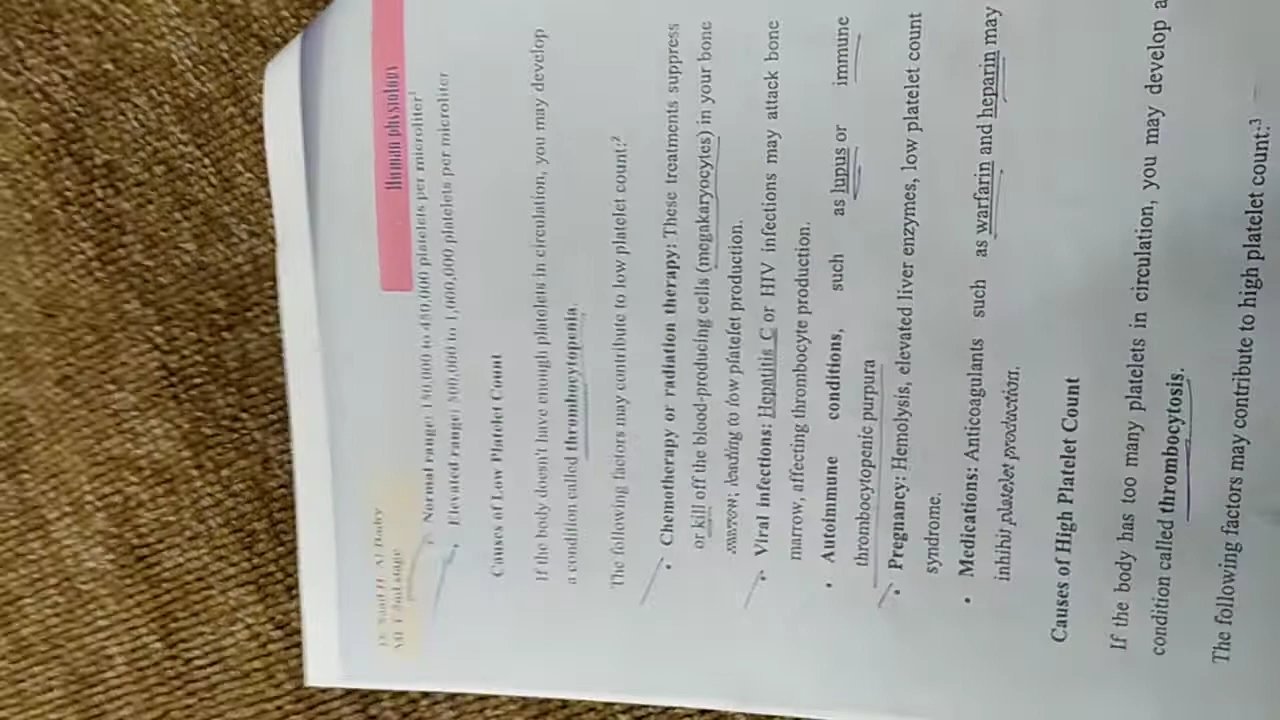 Human physiology
Normal range: 150,000 to 450,000 platelets per microliter¹
Elevated range: 500,000 to 1,000,000 platelets per microliter
Causes of Low Platelet Count
If the body doesn't have enough platelets in circulation, you may develop
a condition called thrombocytopenia.
The following factors may contribute to low platelet count:²
• Chemotherapy or radiation therapy: These treatments suppress
or kill off the blood-producing cells (megakaryocytes) in your bone
marrow; leading to low platelet production.
• Viral infections: Hepatitis C or HIV infections may attack bone
marrow, affecting thrombocyte production.
• Autoimmune conditions, such as lupus or immune
thrombocytopenic purpura
• Pregnancy: Hemolysis, elevated liver enzymes, low platelet count
syndrome.
• Medications: Anticoagulants such as warfarin and heparin may
inhibit platelet production.
Causes of High Platelet Count
If the body has too many platelets in circulation, you may develop a
condition called thrombocytosis.
The following factors may contribute to high platelet count:³